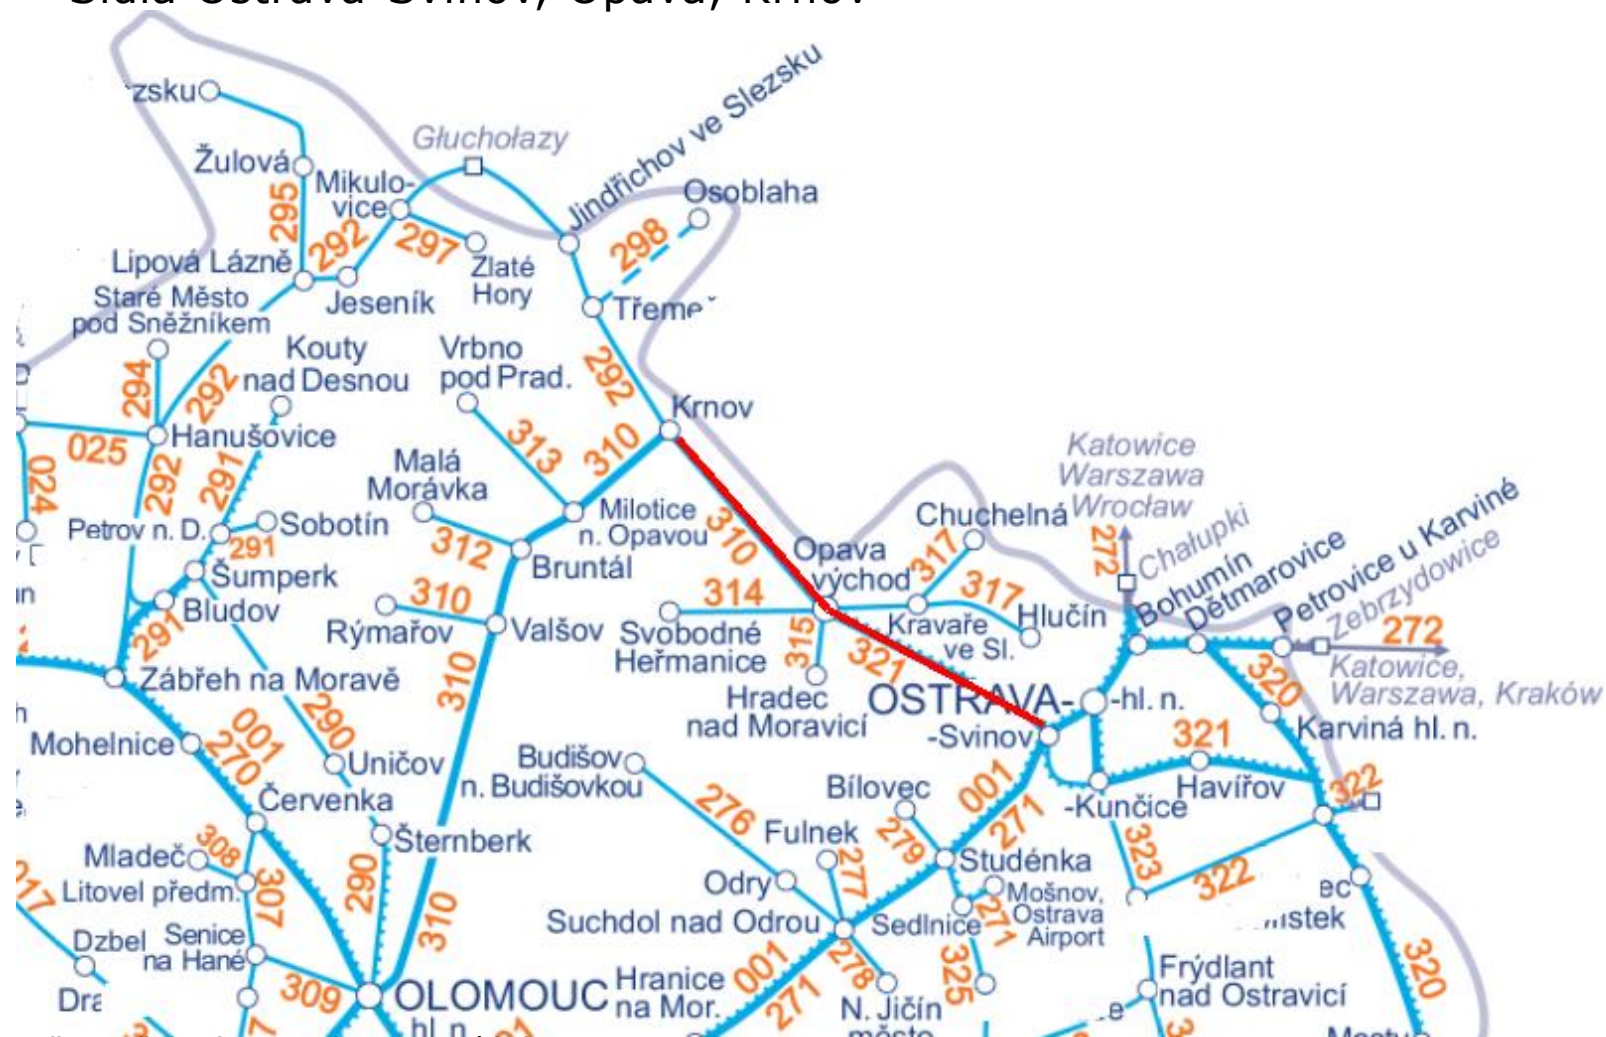 Krnov
zsku
Żulová
295
Mikulo-
vice
292
297
Głuchołazy
Jindřichov ve Slezsku
Osoblaha
298
Zlaté
Hory
Lipová Lázně
Jeseník
Staré Město
pod Sněžníkem
294
292
Kouty
nad Desnou
Vrbno
pod Prad.
292
Krnov
025
Hanušovice
024
292
291
313
310
Malá
Morávka
312
Milotice
n. Opavou
310
Petrov n. D.
Sobotín
291
Šumperk
Bludov
291
Bruntál
310
Rýmařov
Valšov
314
Svobodné
Heřmanice
315
Hradec
nad Moravicí
Opava
východ
317
Chuchelná
317
Kravaře
ve Sl.
Hlučín
321
Katowice
Warszawa
Wrocław
272
Chałupki
Bohumín
Dětmarovice
Petrovice u Karviné
Zebrzydowice
272
Katowice,
Warszawa, Kraków
320
Karviná hl. n.
OSTRAVA-
-hl. n.
-Svinov
321
Havířov
-Kunčice
322
323
322
Zábřeh na Moravě
Mohelnice
001
270
290
Uničov
310
Červenka
Šternberk
290
Mladeč
308
Litovel předm.
307
Senice
na Hané
309
Dzbel
OLOMOUC
hl. n.
310
Budišov
n. Budišovkou
276
Odry
Fulnek
277
Suchdol nad Odrou
278
N. Jičín
město
Bílovec
279
001
271
Studénka
Sedlnice
Mošnov,
Ostrava
Airport
271
325
Hranice
na Mor.
001
271
Frýdlant
nad Ostravicí
320